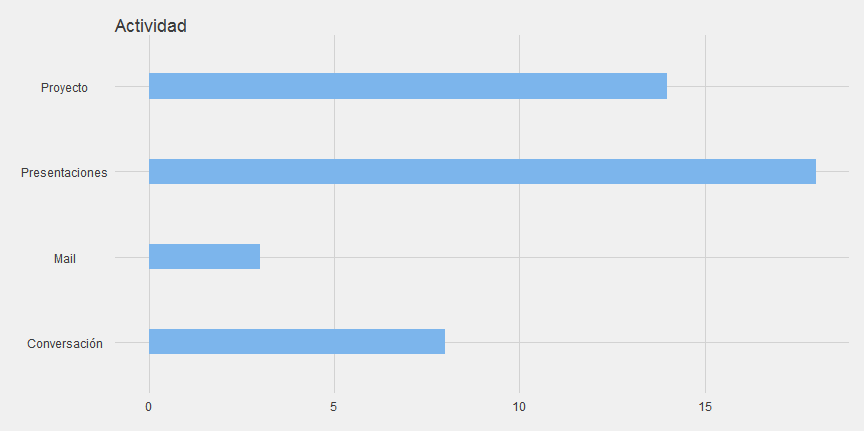 Actividad
Proyecto
Presentaciones
Mail
Conversación
0 5 10 15